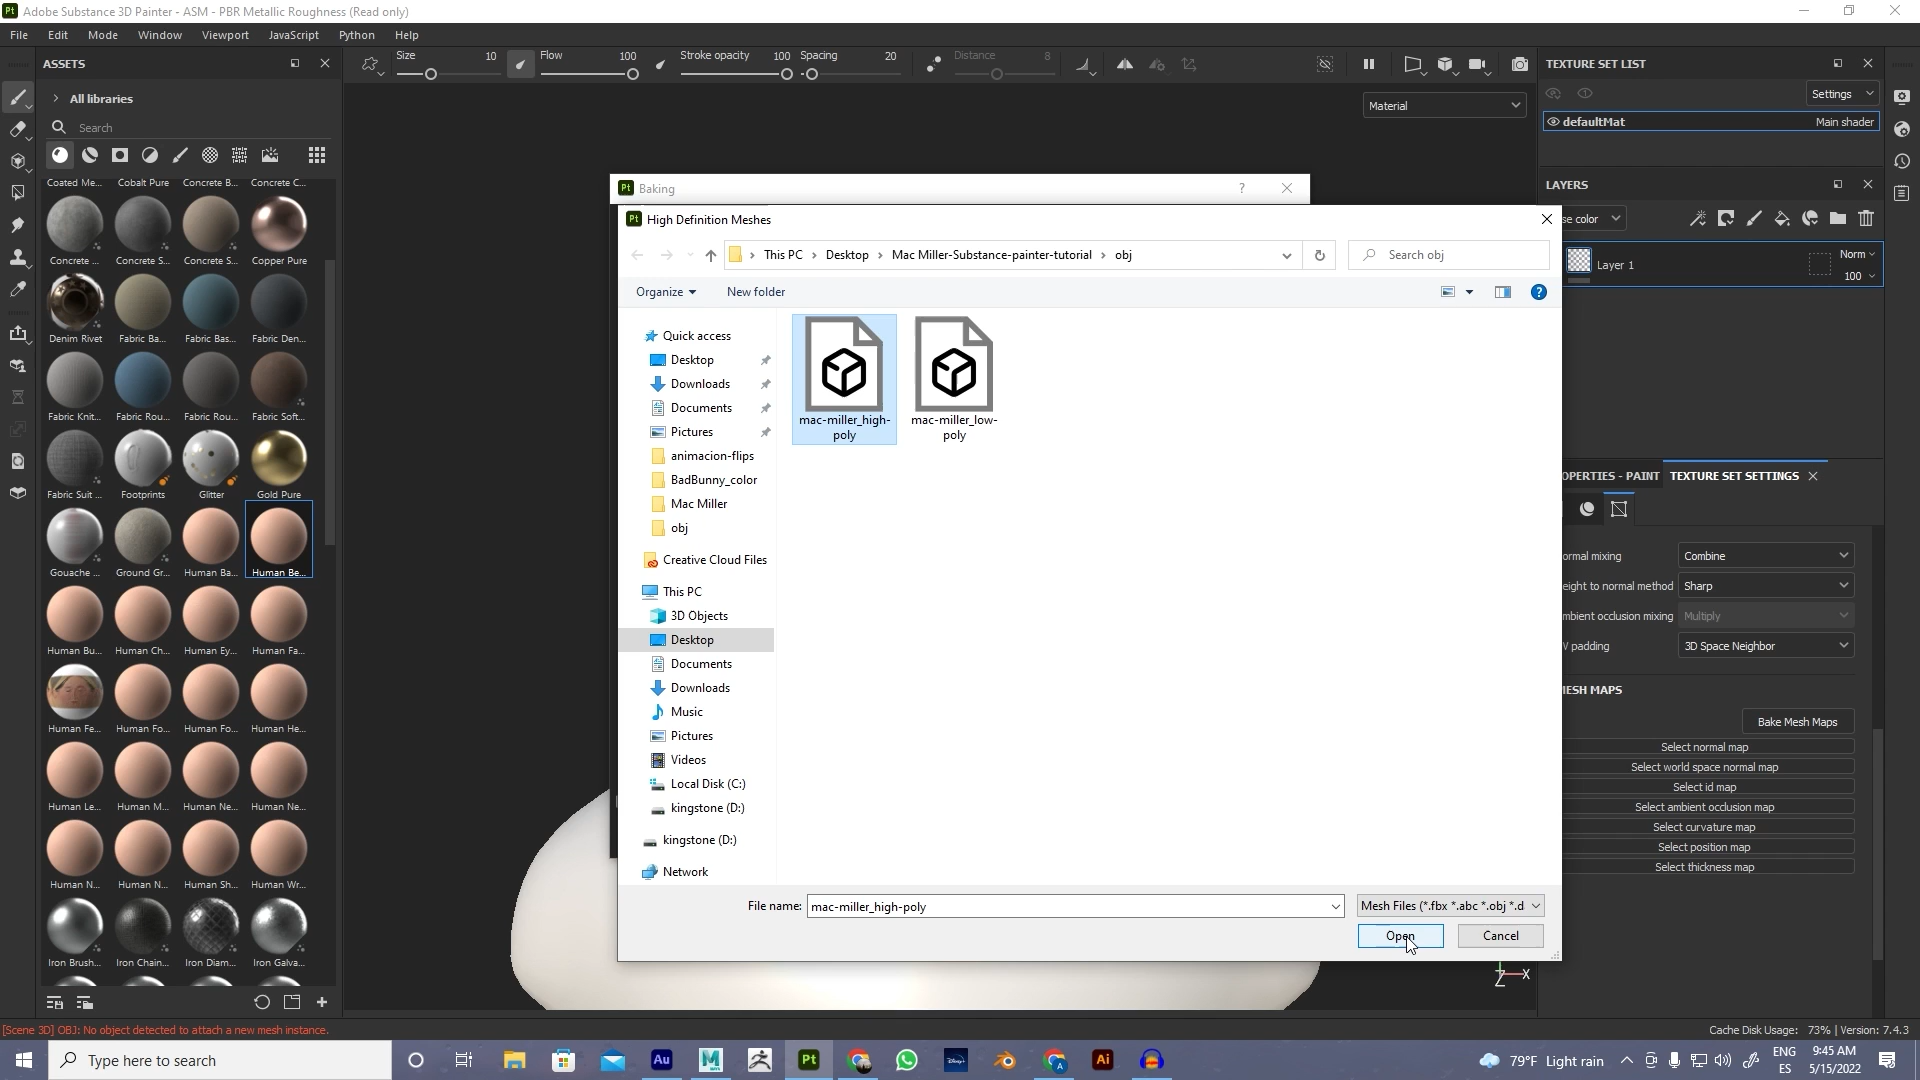 Adobe Substance 3D Painter - ASM - PBR Metallic Roughness (Read only)
File Edit Mode Window Viewport JavaScript Python Help
ASSETS
Size 10 Flow 100 Stroke opacity 100 Spacing 20 Distance 8
TEXTURE SET LIST
All libraries
Search
Material
Settings
defaultMat Main shader
LAYERS
se color
Layer 1
Norm
100
Coated Me... Cobalt Pure Concrete B... Concrete C...
Concrete ... Concrete S... Concrete S... Copper Pure
Denim Rivet Fabric Ba... Fabric Bas... Fabric Den...
Fabric Knit... Fabric Rou... Fabric Rou... Fabric Soft...
Fabric Suit ... Footprints Glitter Gold Pure
Gouache ... Ground Gr... Human Ba... Human Be...
Human Bu... Human Ch... Human Ey... Human Fa...
Human Fe... Human Fo... Human Fo... Human He...
Human Le... Human M... Human Ne... Human Ne...
Human N... Human N... Human Sh... Human Wr...
Iron Brush... Iron Chain... Iron Diam... Iron Galva...
Baking ?
High Definition Meshes
This PC > Desktop > Mac Miller-Substance-painter-tutorial > obj
Search obj
Organize New folder
Quick access
Desktop
Downloads
Documents
Pictures
animacion-flips
BadBunny_color
Mac Miller
obj
Creative Cloud Files
This PC
3D Objects
Desktop
Documents
Downloads
Music
Pictures
Videos
Local Disk (C:)
kingstone (D:)
kingstone (D:)
Network
mac-miller_high-
poly
mac-miller_low-
poly
File name: mac-miller_high-poly
Mesh Files (*.fbx *.abc *.obj *.d
Open Cancel
OPERTIES - PAINT TEXTURE SET SETTINGS
ormal mixing Combine
eight to normal method Sharp
mbient occlusion mixing Multiply
V padding 3D Space Neighbor
MESH MAPS
Bake Mesh Maps
Select normal map
Select world space normal map
Select id map
Select ambient occlusion map
Select curvature map
Select position map
Select thickness map
Z X
[Scene 3D] OBJ: No object detected to attach a new mesh instance.
Cache Disk Usage: 73% | Version: 7.4.3
Type here to search
79°F Light rain
ENG
ES
9:45 AM
5/15/2022